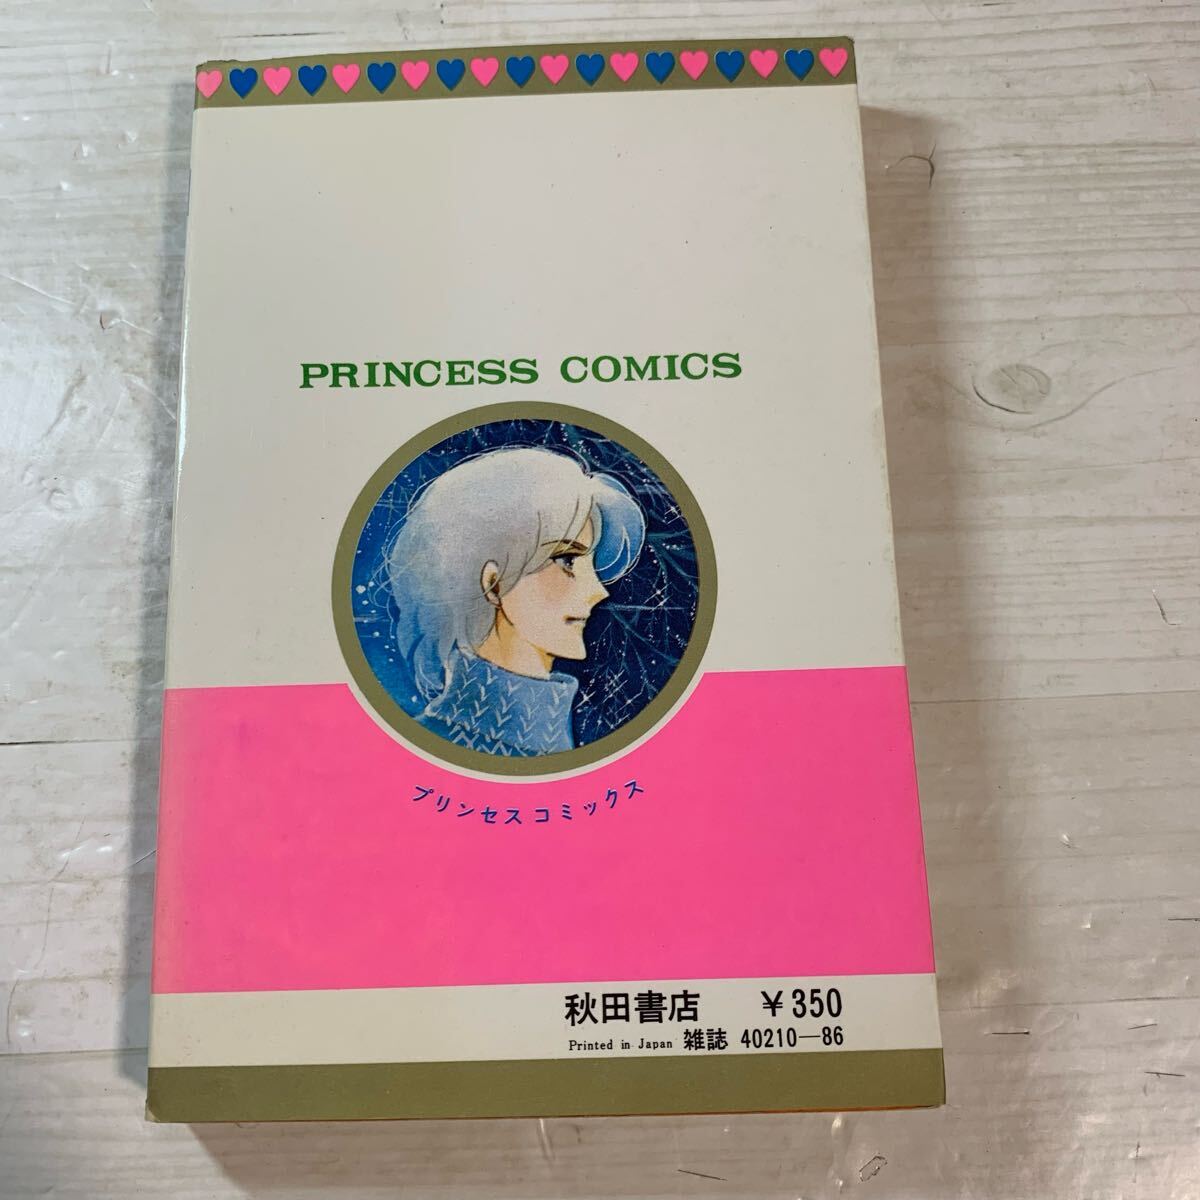 PRINCESS COMICS
プリンセスコミックス
秋田書店 ¥350
Printed in Japan 雑誌 40210—86